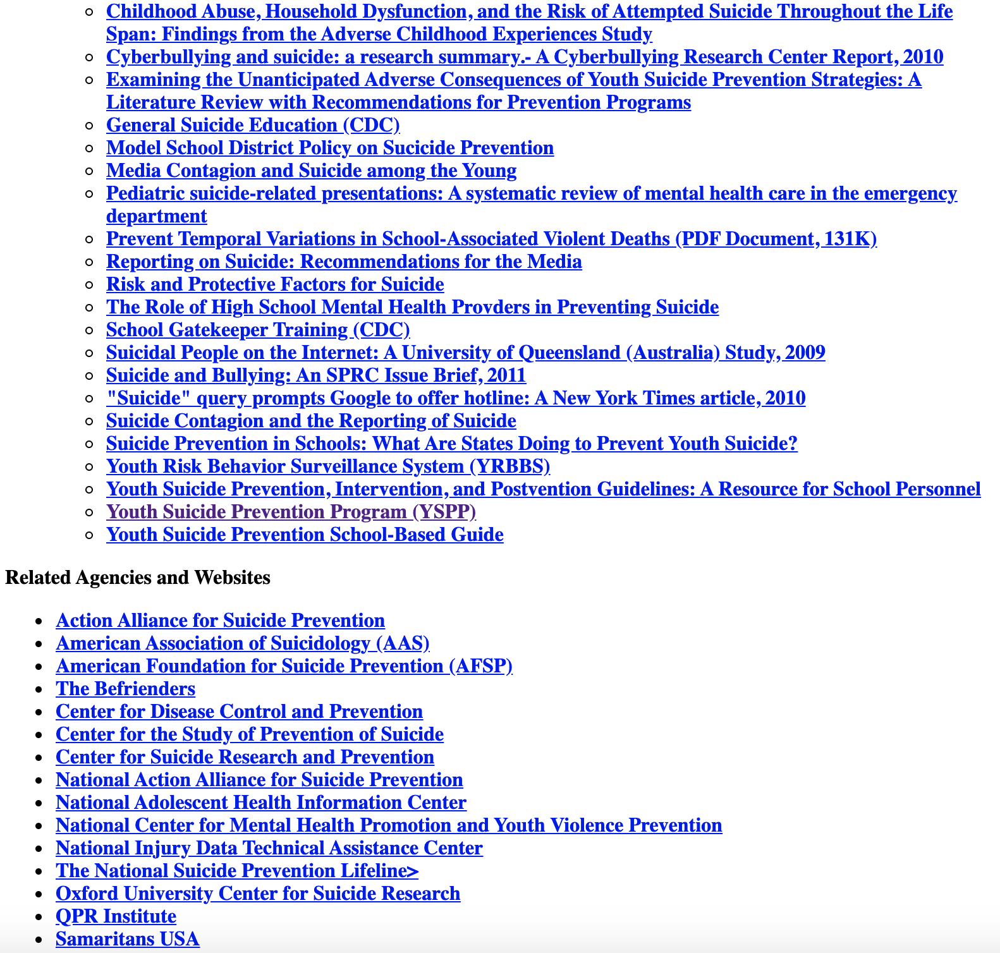 Childhood Abuse, Household Dysfunction, and the Risk of Attempted Suicide Throughout the Life
Span: Findings from the Adverse Childhood Experiences Study
Cyberbullying and suicide: a research summary.- A Cyberbullying Research Center Report, 2010
Examining the Unanticipated Adverse Consequences of Youth Suicide Prevention Strategies: A
Literature Review with Recommendations for Prevention Programs
General Suicide Education (CDC)
Model School District Policy on Sucicide Prevention
Media Contagion and Suicide among the Young
Pediatric suicide-related presentations: A systematic review of mental health care in the emergency
department
Prevent Temporal Variations in School-Associated Violent Deaths (PDF Document, 131K)
Reporting on Suicide: Recommendations for the Media
Risk and Protective Factors for Suicide
The Role of High School Mental Health Provders in Preventing Suicide
School Gatekeeper Training (CDC)
Suicidal People on the Internet: A University of Queensland (Australia) Study, 2009
Suicide and Bullying: An SPRC Issue Brief, 2011
"Suicide" query prompts Google to offer hotline: A New York Times article, 2010
Suicide Contagion and the Reporting of Suicide
Suicide Prevention in Schools: What Are States Doing to Prevent Youth Suicide?
Youth Risk Behavior Surveillance System (YRBBS)
Youth Suicide Prevention, Intervention, and Postvention Guidelines: A Resource for School Personnel
Youth Suicide Prevention Program (YSPP)
Youth Suicide Prevention School-Based Guide
Related Agencies and Websites
Action Alliance for Suicide Prevention
American Association of Suicidology (AAS)
American Foundation for Suicide Prevention (AFSP)
The Befrienders
Center for Disease Control and Prevention
Center for the Study of Prevention of Suicide
Center for Suicide Research and Prevention
National Action Alliance for Suicide Prevention
National Adolescent Health Information Center
National Center for Mental Health Promotion and Youth Violence Prevention
National Injury Data Technical Assistance Center
The National Suicide Prevention Lifeline>
Oxford University Center for Suicide Research
QPR Institute
Samaritans USA